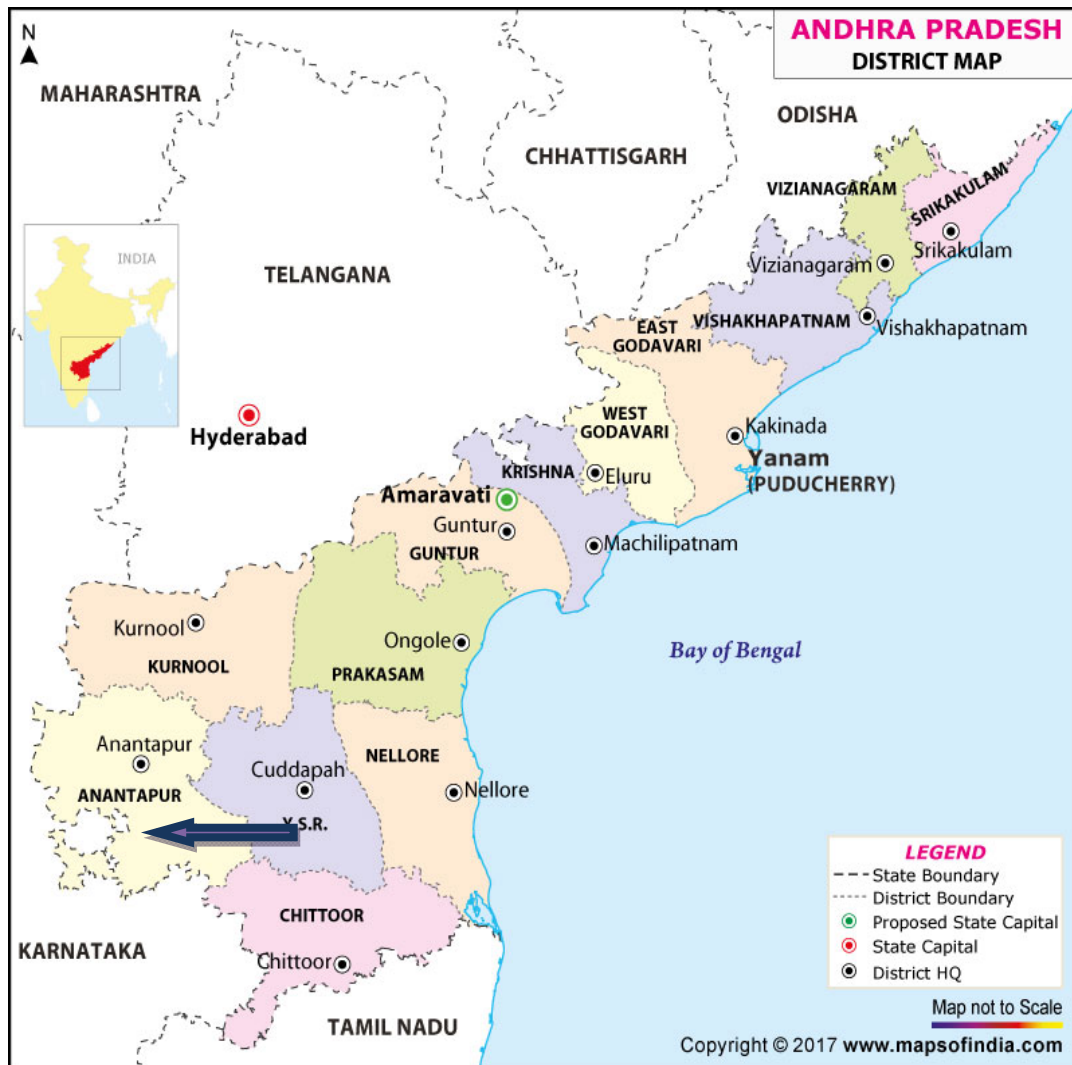 ANDHRA PRADESH
DISTRICT MAP
N
MAHARASHTRA
ODISHA
CHHATTISGARH
VIZIANAGARAM
SRIKAKULAM
Srikakulam
INDIA
TELANGANA
Vizianagaram
EAST
GODAVARI
VISHAKHAPATNAM
Vishakhapatnam
Hyderabad
WEST
GODAVARI
Kakinada
Yanam
(PUDUCHERRY)
KRISHNA
Eluru
Amaravati
Guntur
GUNTUR
Machilipatnam
Kurnool
KURNOOL
Ongole
PRAKASAM
Bay of Bengal
Anantapur
ANANTAPUR
Cuddapah
Y.S.R.
NELLORE
Nellore
CHITTOOR
Chittoor
KARNATAKA
TAMIL NADU
LEGEND
State Boundary
District Boundary
Proposed State Capital
State Capital
District HQ
Map not to Scale
Copyright © 2017 www.mapsofindia.com